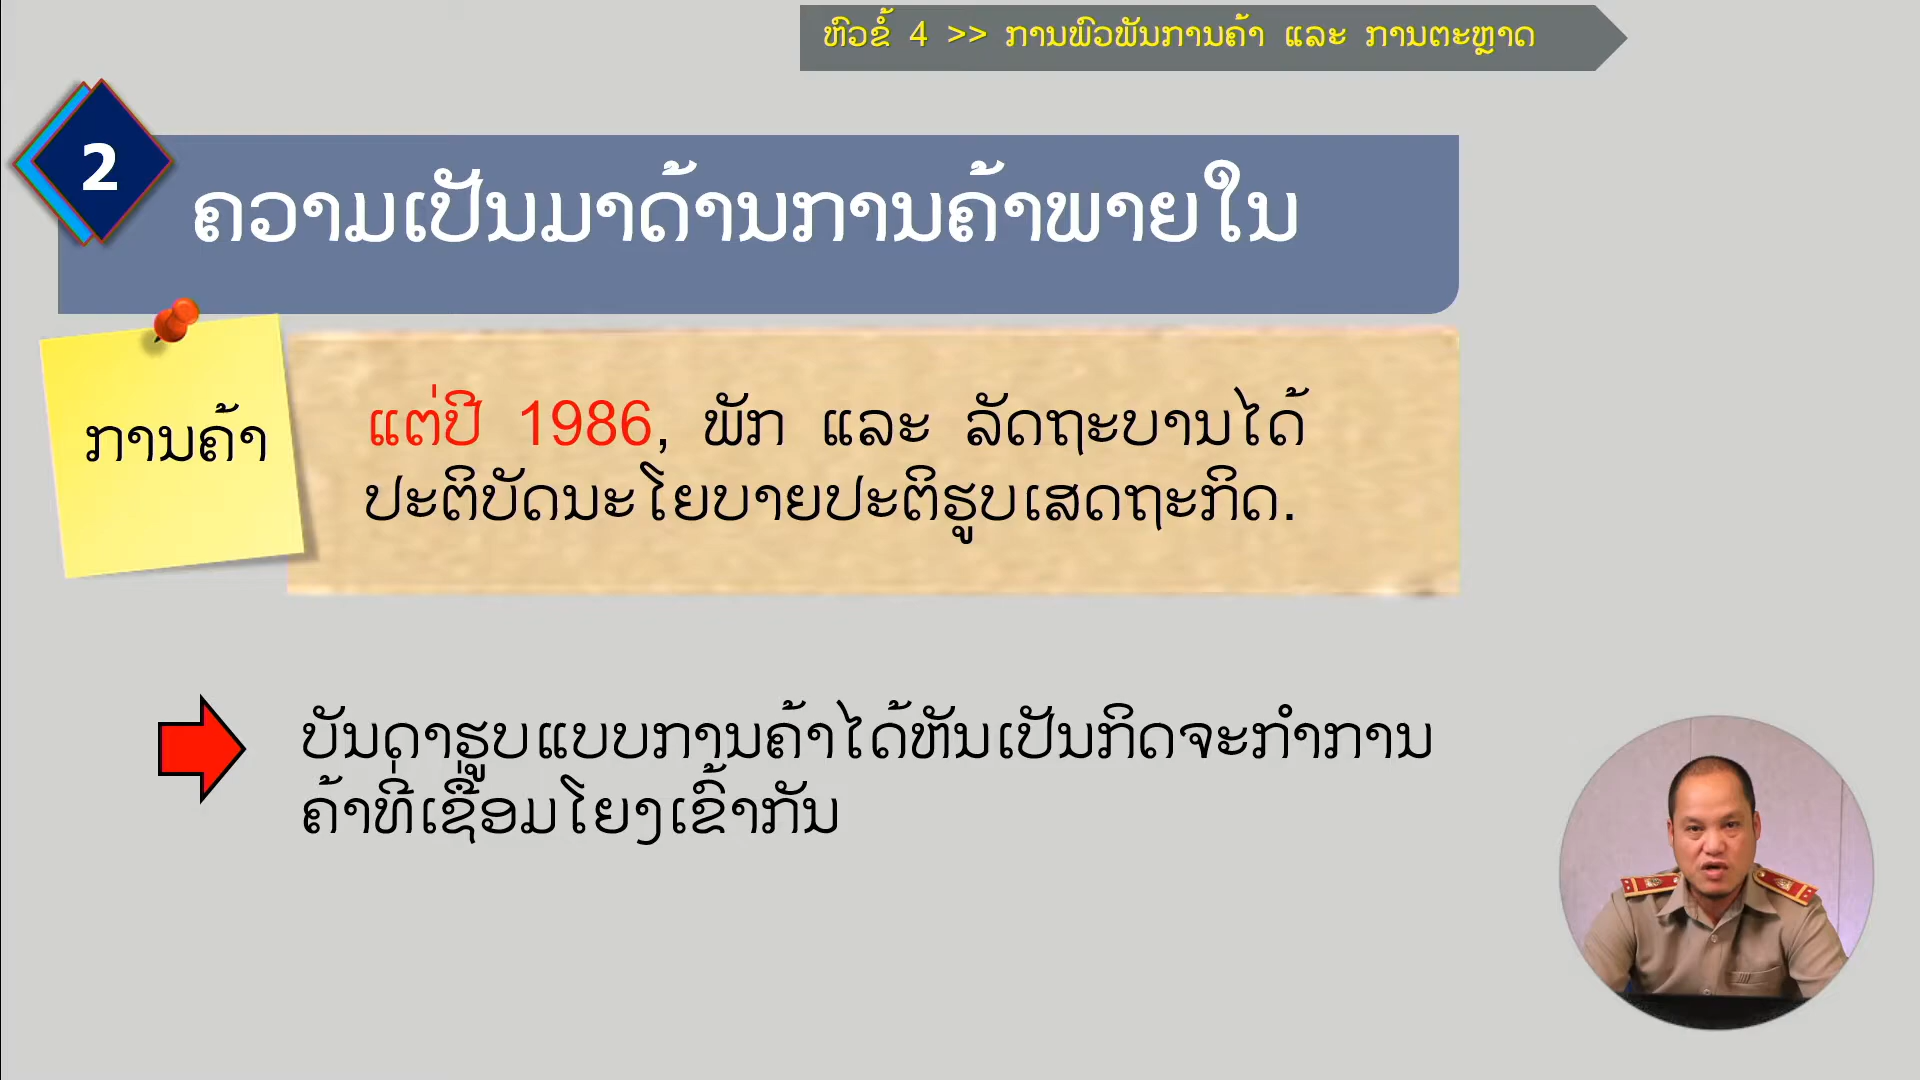 ຫົວຂໍ້ 4 >> ການພົວພັນການຄ້າ ແລະ ການຕະຫຼາດ
2
ຄວາມເປັນມາດ້ານການຄ້າພາຍໃນ
ການຄ້າ
ແຕ່ປີ 1986, ພັກ ແລະ ລັດຖະບານໄດ້
ປະຕິບັດນະໂຍບາຍປະຕິຮູບເສດຖະກິດ.
ບັນດາຮູບແບບການຄ້າໄດ້ຫັນເປັນກິດຈະກຳການ
ຄ້າທີ່ເຊື່ອມໂຍງເຂົ້າກັນ